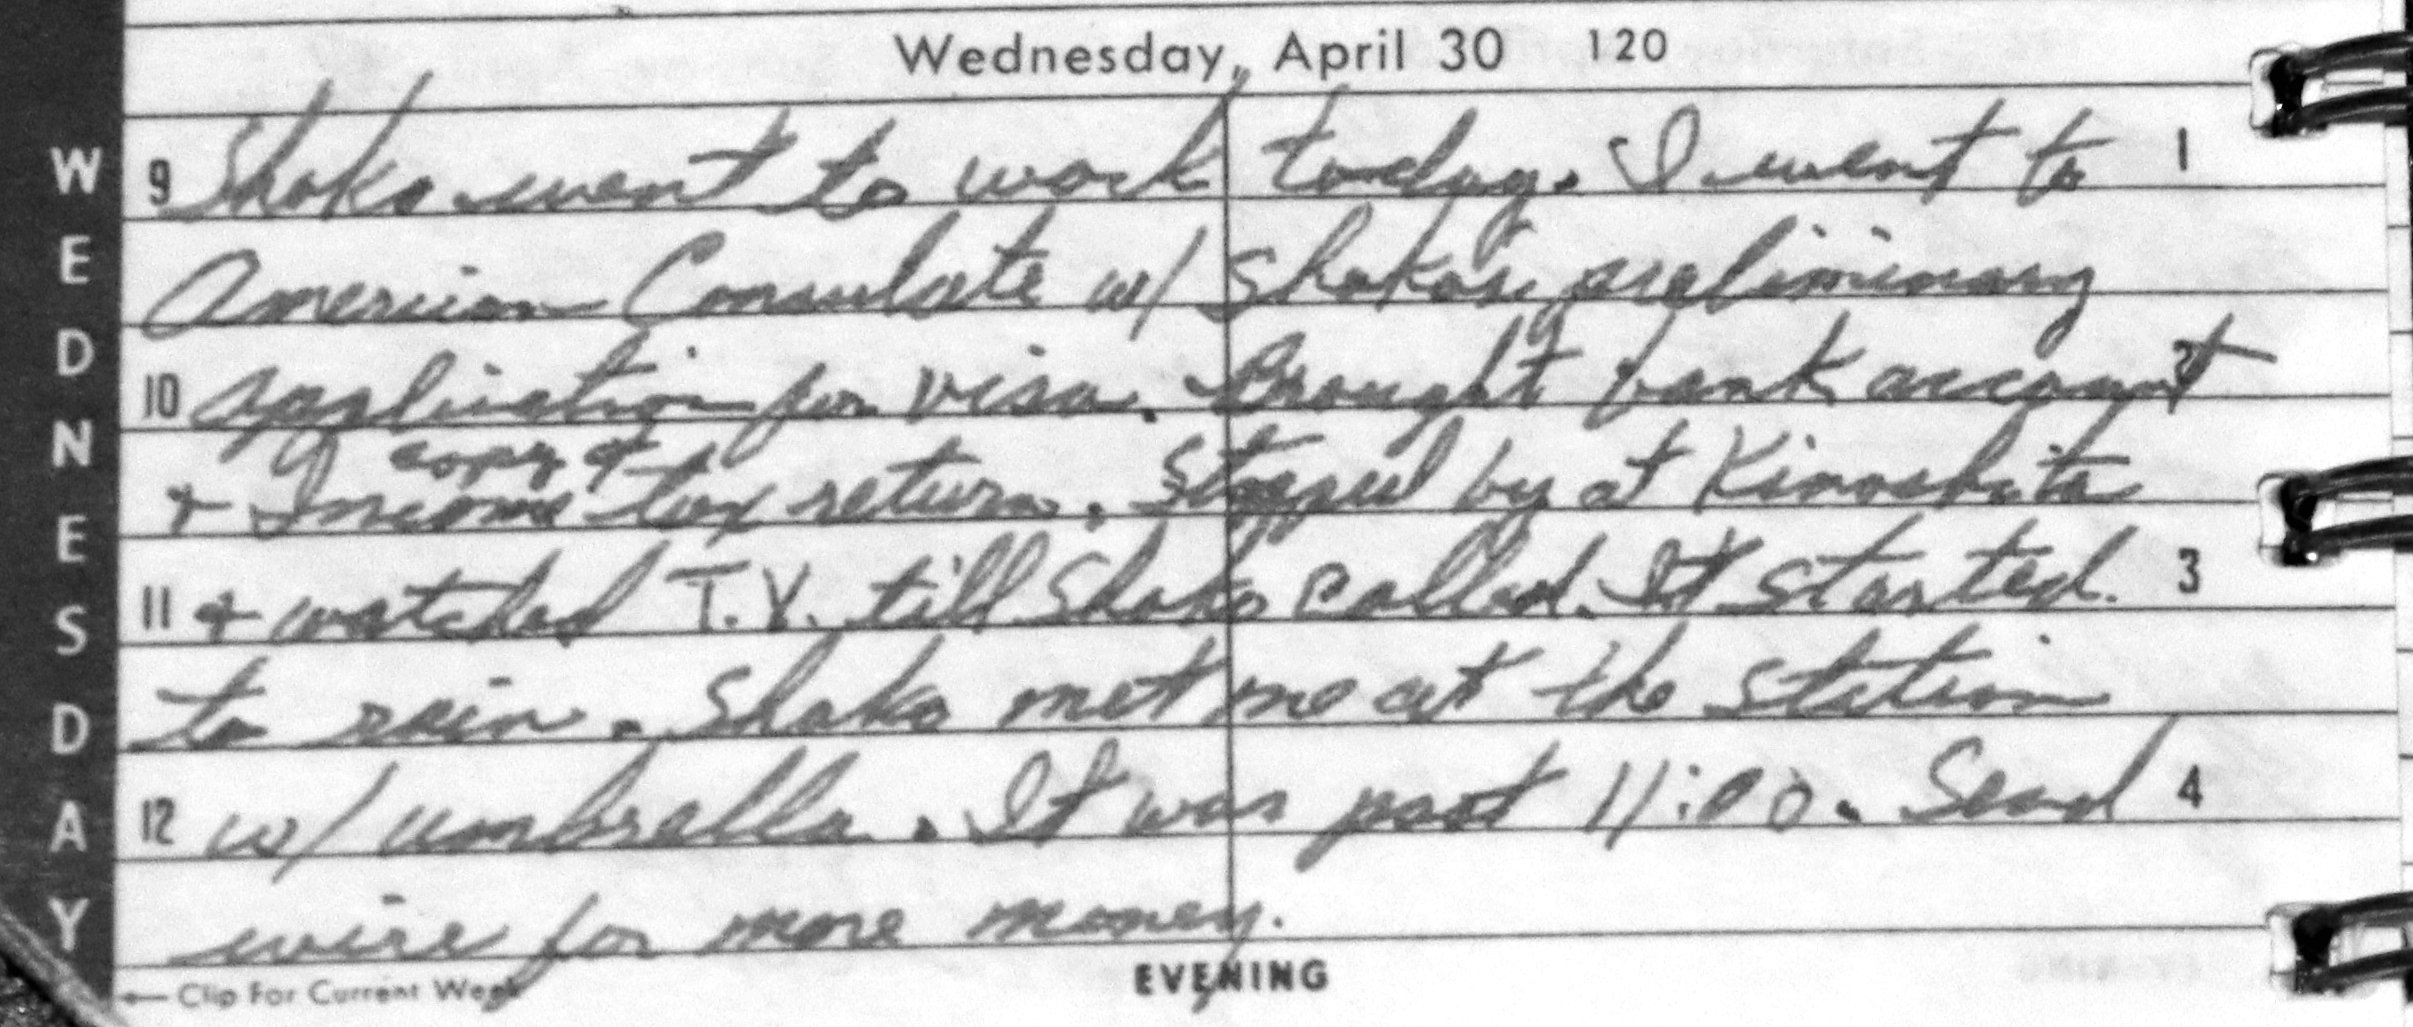 Wednesday, April 30 120
WEDNESDAY
9 Shoko went to work today. I went to 1
American Consulate w/ Shoko's preliminary
10 application for visa. Brought bank account 2
copy of
+ Income tax return. Stopped by at Kinoshita
11 + watched T.V. till Shoko called. It started 3
to rain. Shoko met me at the station
12 w/ umbrella. It was past 11:00. Send 4
wire for more money.
← Clip For Current Week
EVENING